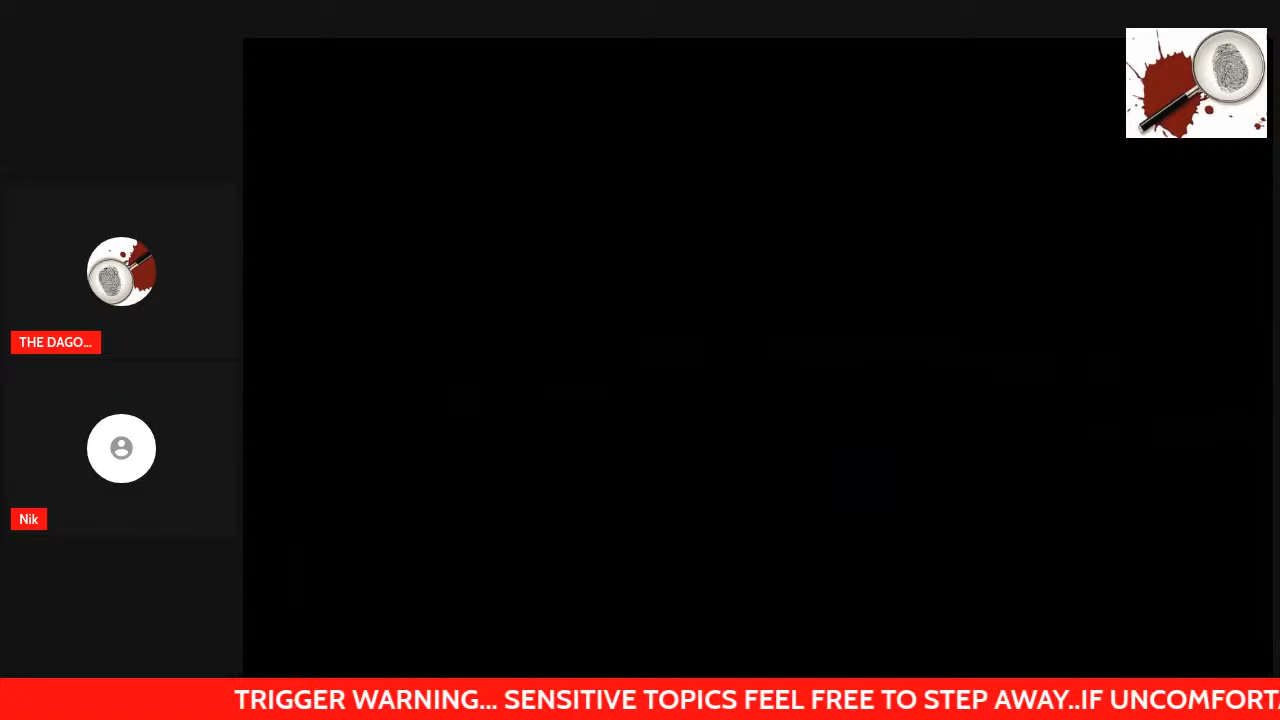 THE DAGO...
Nik
TRIGGER WARNING... SENSITIVE TOPICS FEEL FREE TO STEP AWAY..IF UNCOMFORT